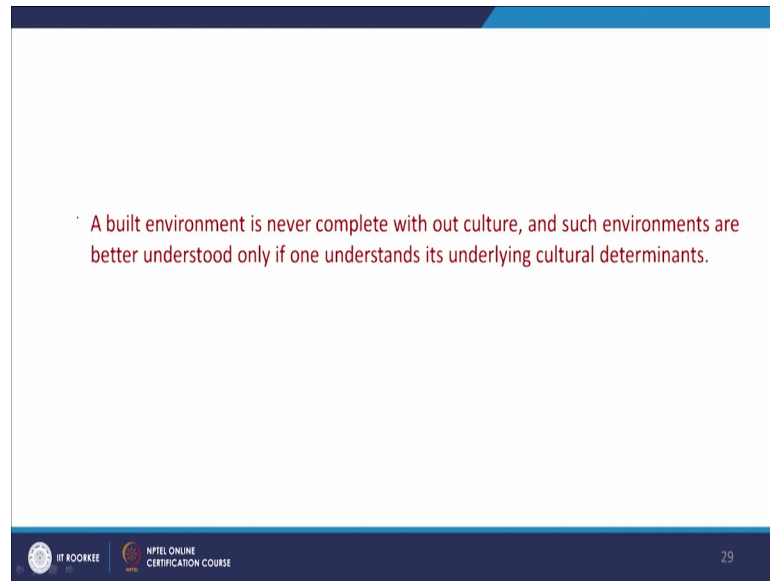 A built environment is never complete with out culture, and such environments are
better understood only if one understands its underlying cultural determinants.
IIT ROORKEE
NPTEL ONLINE
CERTIFICATION COURSE
29